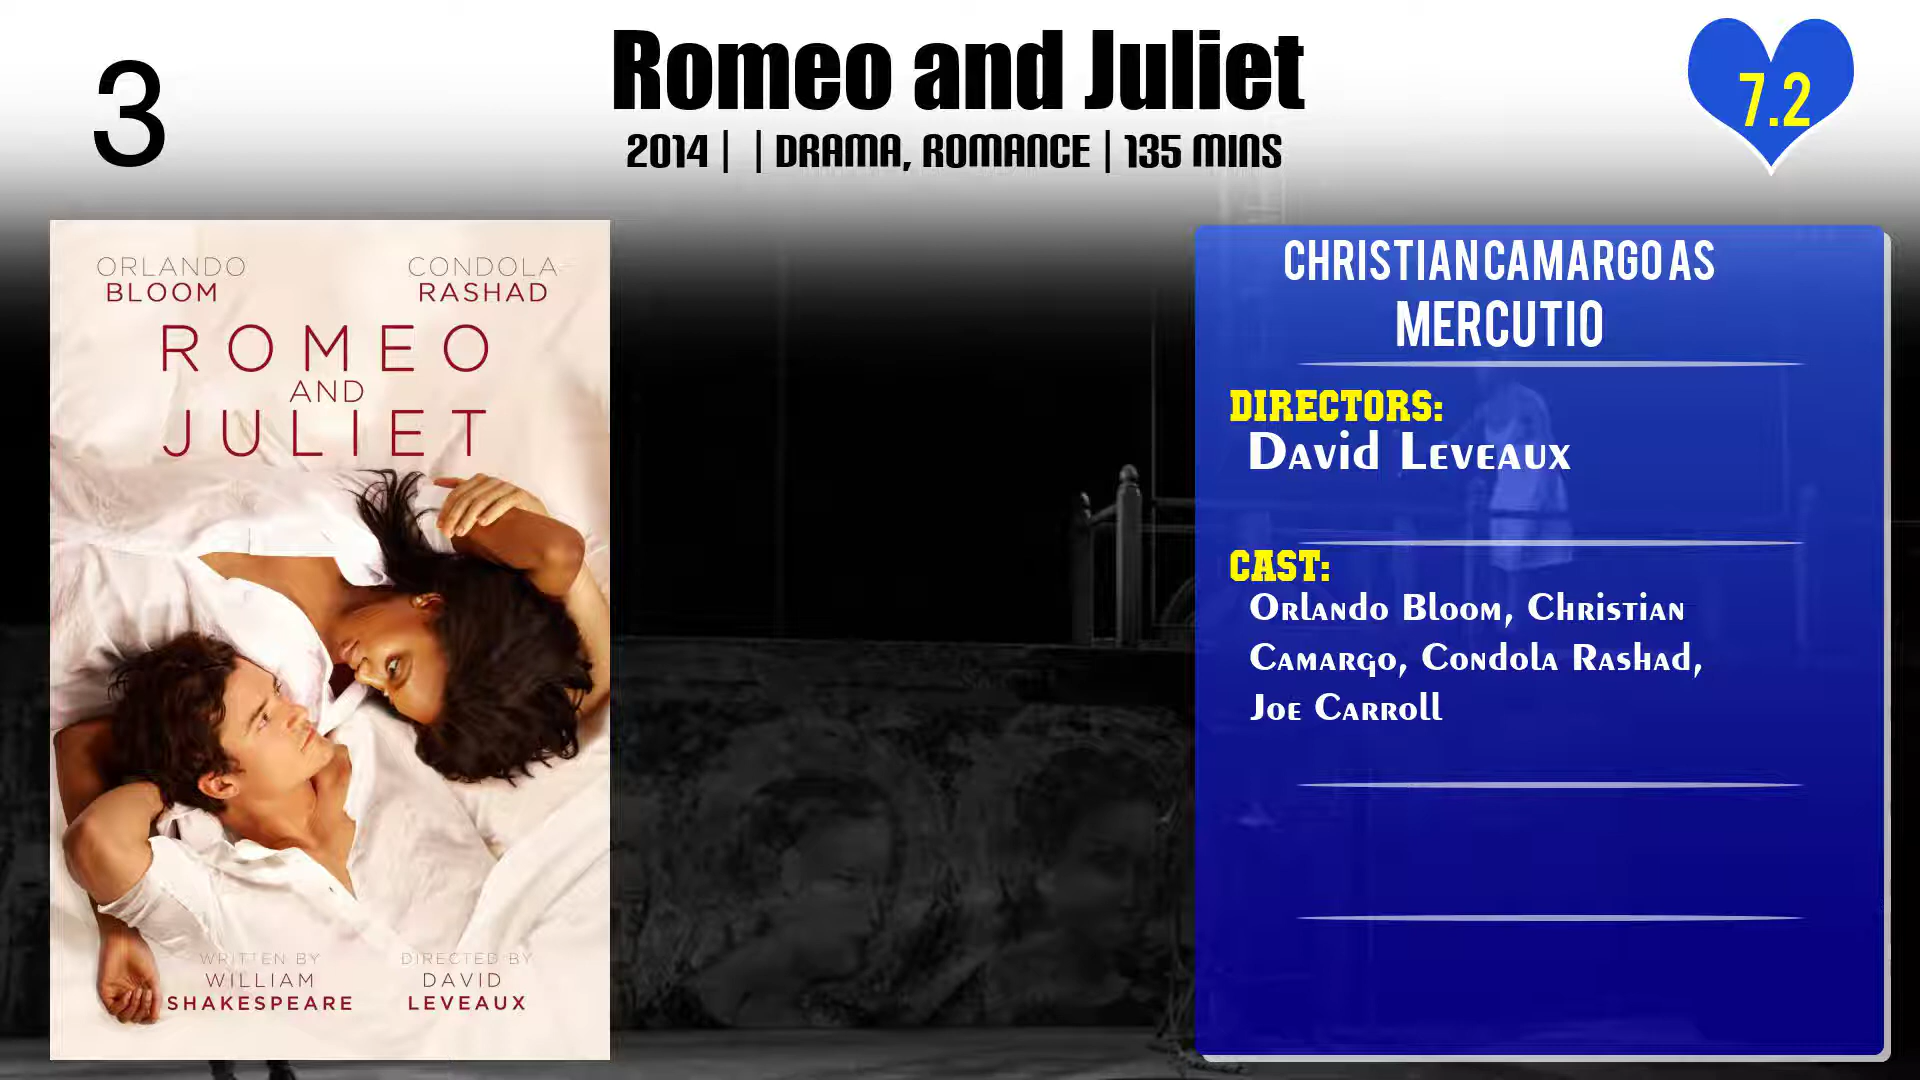 3
Romeo and Juliet
2014 | | DRAMA, ROMANCE | 135 MINS
7.2
ORLANDO BLOOM
CONDOLA RASHAD
ROMEO
AND
JULIET
WRITTEN BY
WILLIAM
SHAKESPEARE
DIRECTED BY
DAVID
LEVEAUX
CHRISTIAN CAMARGO AS
MERCUTIO
DIRECTORS:
David Leveaux
CAST:
Orlando Bloom, Christian
Camargo, Condola Rashad,
Joe Carroll